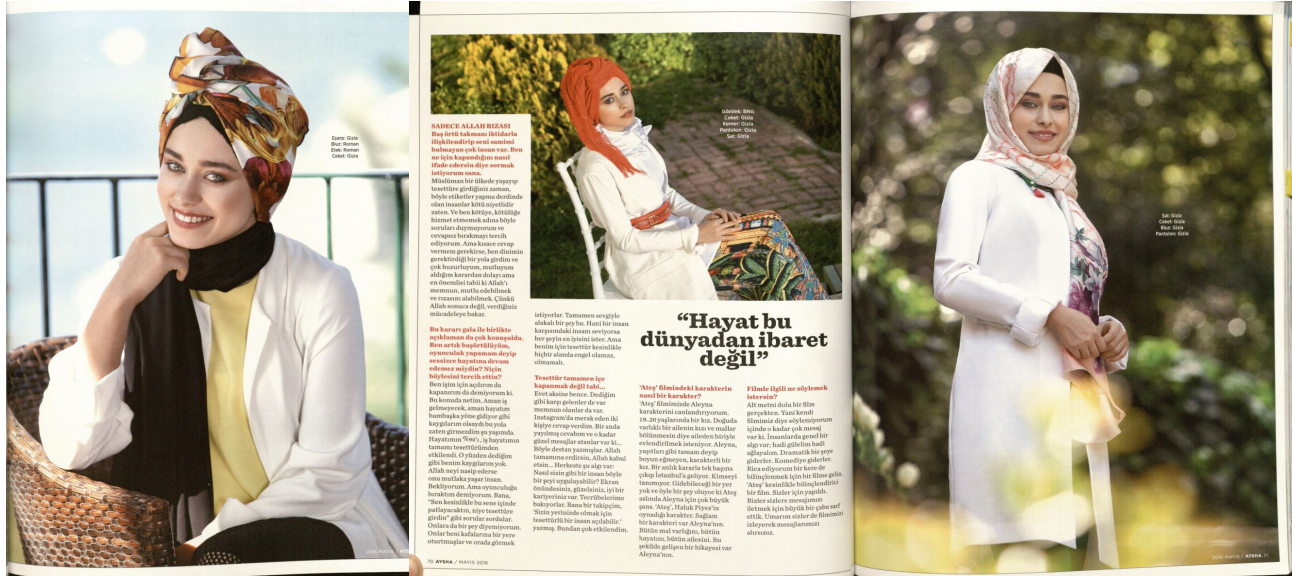 Eşarp: Gizia
Bluz: Roman
Etek: Roman
Ceket: Gizia
2016 MAYIS /
SADECE ALLAH RIZASI
Baş örtü takmanı iktidarla
ilişkilendirip seni samimi
bulmayan çok insan var. Ben
ne için kapandığını nasıl
ifade edersin diye sormak
istiyorum sana.
Müslüman bir ülkede yaşayıp
tesettüre girdiğiniz zaman,
böyle etiketler yapma derdinde
olan insanlar kötü niyetlidir
zaten. Ve ben kötüye, kötülüğe
hizmet etmemek adına böyle
soruları duymuyorum ve
cevapsız bırakmayı tercih
ediyorum. Ama kısaca cevap
vermem gerekirse, ben dinimin
gerektirdiği bir yola girdim ve
çok huzurluyum, mutluyum
aldığım karardan dolayı ama
en önemlisi tabii ki Allah'ı
memnun, mutlu edebilmek
ve rızasını alabilmek. Çünkü
Allah sonuca değil, verdiğiniz
mücadeleye bakar.
Bu kararı gala ile birlikte
açıklaman da çok konuşuldu.
Ben artık başörtülüyüm,
oyunculuk yapamam deyip
sessizce hayatına devam
edemez miydin? Niçin
böylesini tercih ettin?
Ben işim için açılırım da
kapanırım da demiyorum ki.
Bu konuda netim. Aman iş
gelmeyecek, aman hayatım
bambaşka yöne gidiyor gibi
kaygılarım olsaydı bu yola
zaten girmezdim şu yaşımda.
Hayatımın %90'ı, iş hayatımın
tamamı tesettüründen
etkilendi. O yüzden dediğim
gibi benim kaygılarım yok.
Allah neyi nasip ederse
onu mutlaka yaşar insan.
Bekliyorum. Ama oyunculuğu
bıraktım demiyorum. Bana,
"Sen kesinlikle bu sene içinde
patlayacaktın, niye tesettüre
girdin" gibi sorular sordular.
Onlara da bir şey diyemiyorum.
Onlar beni kafalarına bir yere
oturtmuşlar ve orada görmek
70 AYSHA / MAYIS 2016
Gömlek: BNG
Ceket: Gizia
Kemer: Gizia
Pantolon: Gizia
Şal: Gizia
istiyorlar. Tamamen sevgiyle
alakalı bir şey bu. Hani bir insan
karşısındaki insanı seviyorsa
her şeyin en iyisini ister. Ama
benim için tesettür kesinlikle
hiçbir alanda engel olamaz,
olmamalı.
Tesettür tamamen içe
kapanmak değil tabi...
Evet aksine bence. Dediğim
gibi karşı gelenler de var
memnun olanlar da var.
Instagram'da merak eden iki
kişiye cevap verdim. Bir anda
yayılmış cevabım ve o kadar
güzel mesajlar atanlar var ki...
Böyle destan yazmışlar. Allah
tamamına erdirsin, Allah kabul
etsin... Herkeste şu algı var:
Nasıl sizin gibi bir insan böyle
bir şeyi uygulayabilir? Ekran
önündesiniz, güzelsiniz, iyi bir
kariyeriniz var. Tecrübelerime
bakıyorlar. Bana bir takipçim,
'Sizin yerinizde olmak için
tesettürlü bir insan açılabilir.'
yazmış. Bundan çok etkilendim.
"Hayat bu
dünyadan ibaret
değil"
'Ateş' filmindeki karakterin
nasıl bir karakter?
'Ateş' filmimizde Aleyna
karakterini canlandırıyorum.
19-20 yaşlarında bir kız. Doğuda
varlıklı bir ailenin kızı ve mallar
bölünmesin diye aileden biriyle
evlendirilmek isteniyor. Aleyna,
yaşıtları gibi tamam deyip
boyun eğmeyen, karakterli bir
kız. Bir anlık kararla tek başına
çıkıp İstanbul'a geliyor. Kimseyi
tanımıyor. Gidebileceği bir yer
yok ve öyle bir şey oluyor ki Ateş
aslında Aleyna için çok büyük
şans. 'Ateş', Haluk Piyes'in
oynadığı karakter. Sağlam
bir karakteri var Aleyna'nın.
Bütün mal varlığını, bütün
hayatını, bütün ailesini. Bu
şekilde gelişen bir hikayesi var
Aleyna'nın.
Filmle ilgili ne söylemek
istersin?
Alt metni dolu bir film
gerçekten. Yani kendi
filmimiz diye söylemiyorum
içinde o kadar çok mesaj
var ki. İnsanlarda genel bir
algı var; hadi gülelim hadi
ağlayalım. Dramatik bir şeye
giderler. Komediye giderler.
Rica ediyorum bir kere de
bilinçlenmek için bir filme gelin.
'Ateş' kesinlikle bilinçlendirici
bir film. Sizler için yapıldı.
Bizler sizlere mesajımızı
iletmek için büyük bir çaba sarf
ettik. Umarım sizler de filmimizi
izleyerek mesajlarımızı
alırsınız.
Şal: Gizia
Ceket: Gizia
Bluz: Gizia
Pantolon: Gizia
2016 MAYIS / AYSHA 71